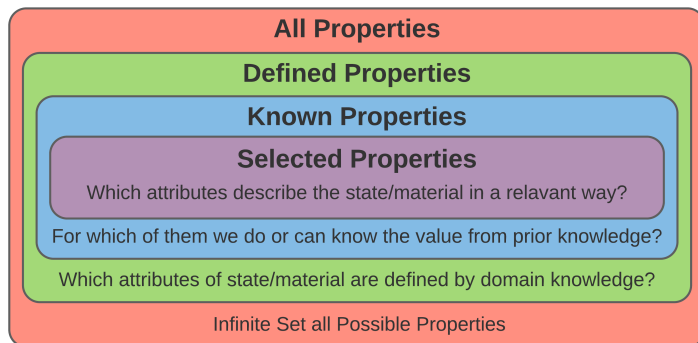 All Properties
Defined Properties
Known Properties
Selected Properties
Which attributes describe the state/material in a relavant way?
For which of them we do or can know the value from prior knowledge?
Which attributes of state/material are defined by domain knowledge?
Infinite Set all Possible Properties